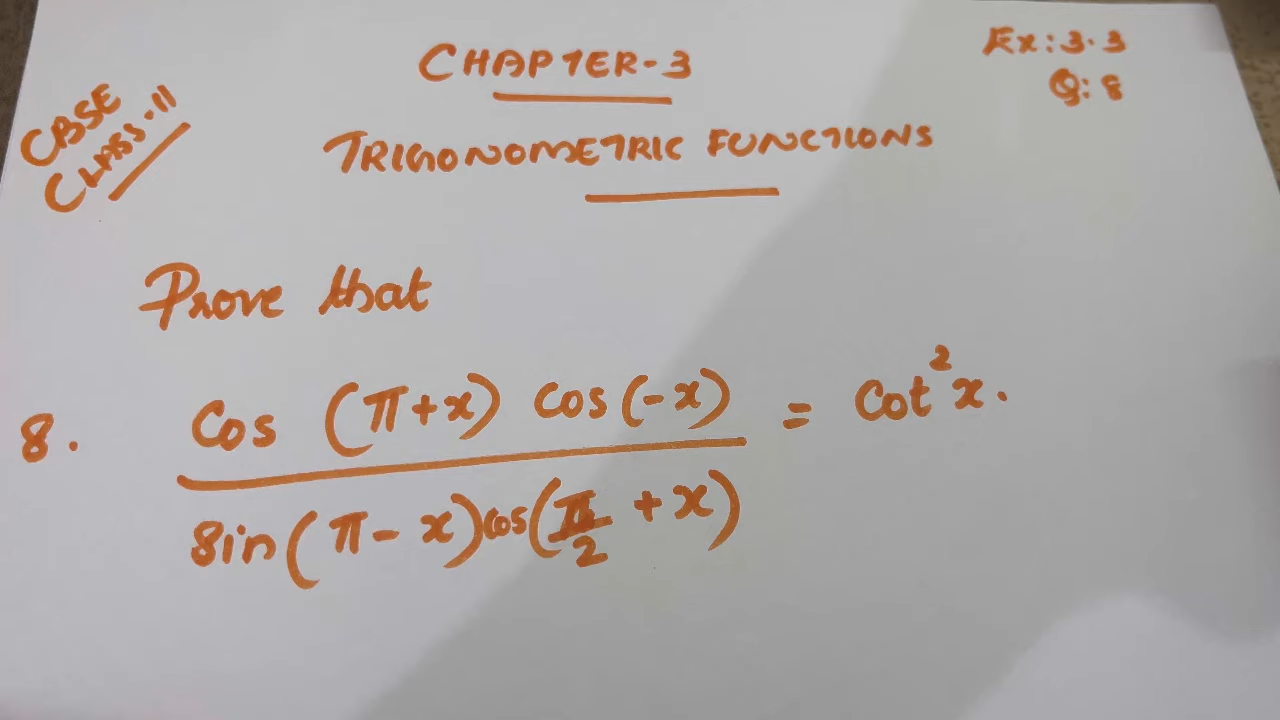 CHAPTER-3
Ex: 3.3
Q: 8
CBSE
CLASS-11
TRIGONOMETRIC FUNCTIONS
Prove that
8. Cos (π+x) cos(-x) = Cot²x.
Sin(π-x)cos(π/2 +x)